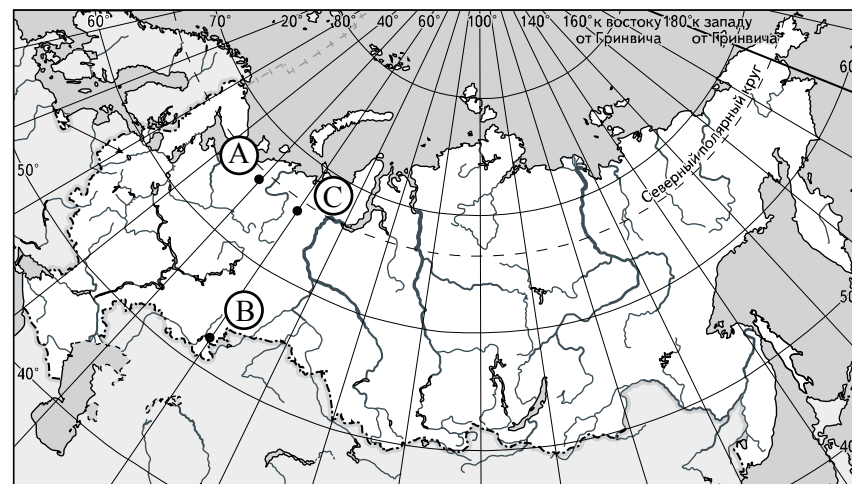 60° 70° 20° 80° 40° 60° 100° 140° 160° к востоку 180° к западу
от Гринвича от Гринвича
60
Северный полярный круг
A
C
50°
B
50
40°
40